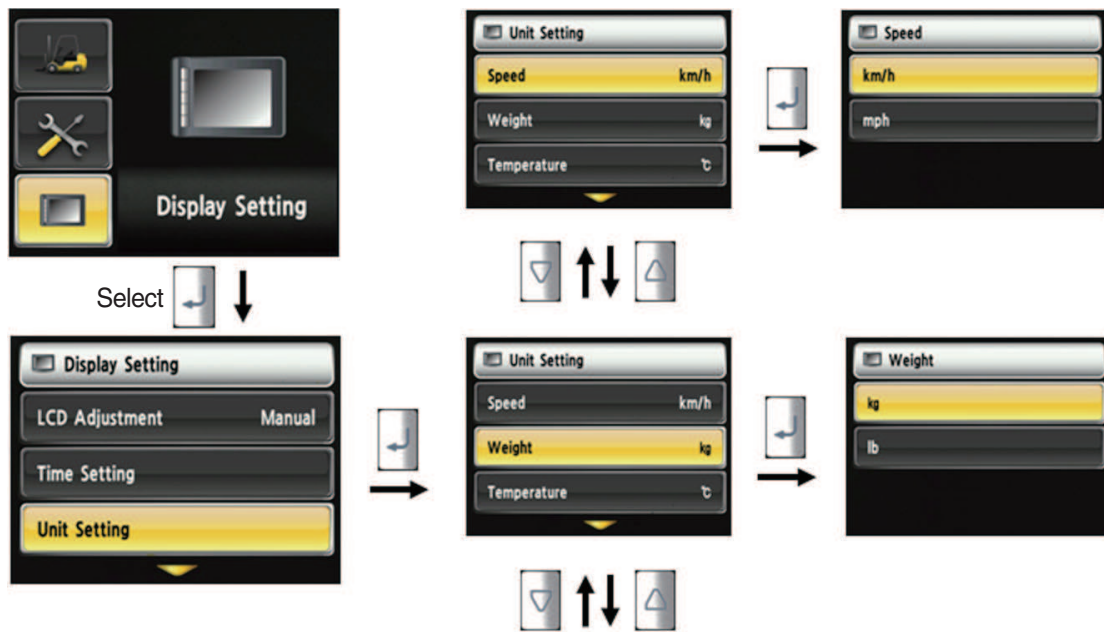 Display Setting
Select
Display Setting
LCD Adjustment Manual
Time Setting
Unit Setting
Unit Setting
Speed km/h
Weight kg
Temperature ℃
Speed
km/h
mph
Unit Setting
Speed km/h
Weight kg
Temperature ℃
Weight
kg
lb